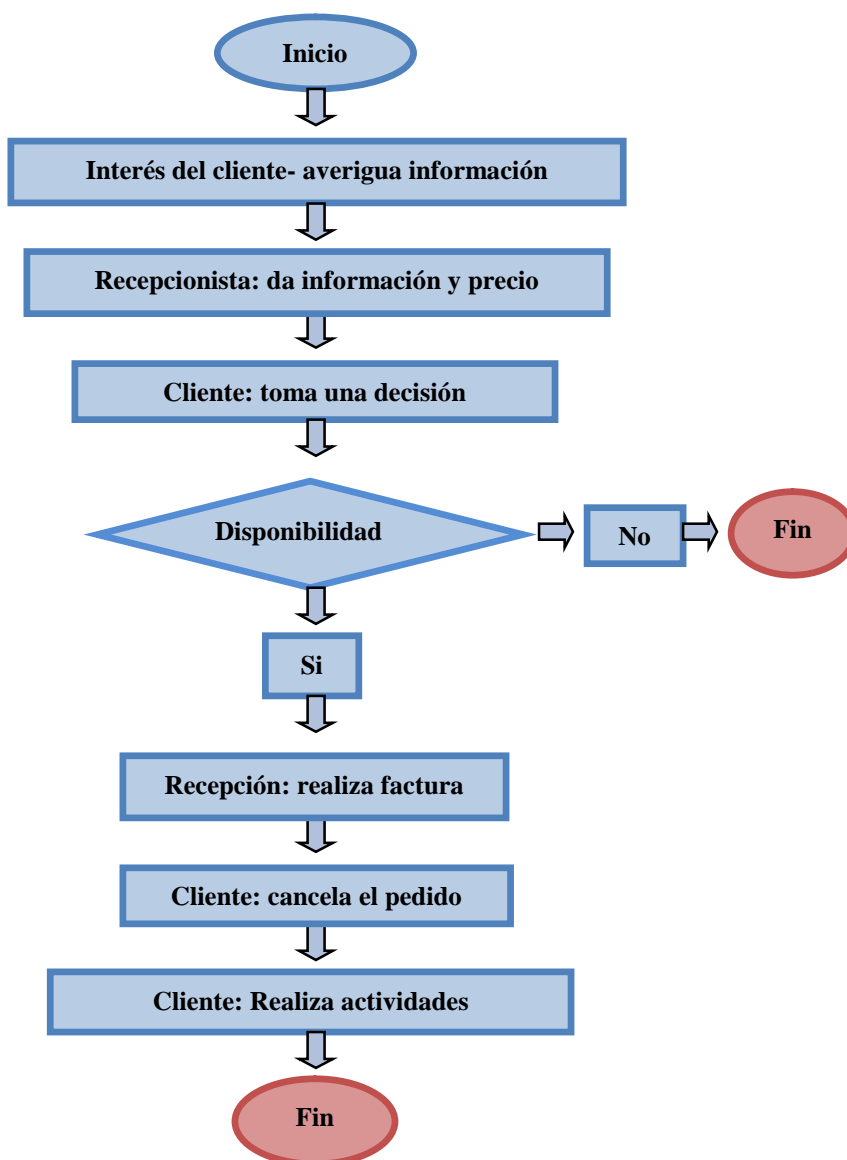 Inicio
Interés del cliente- averigua información
Recepcionista: da información y precio
Cliente: toma una decisión
Disponibilidad
No
Fin
Si
Recepción: realiza factura
Cliente: cancela el pedido
Cliente: Realiza actividades
Fin